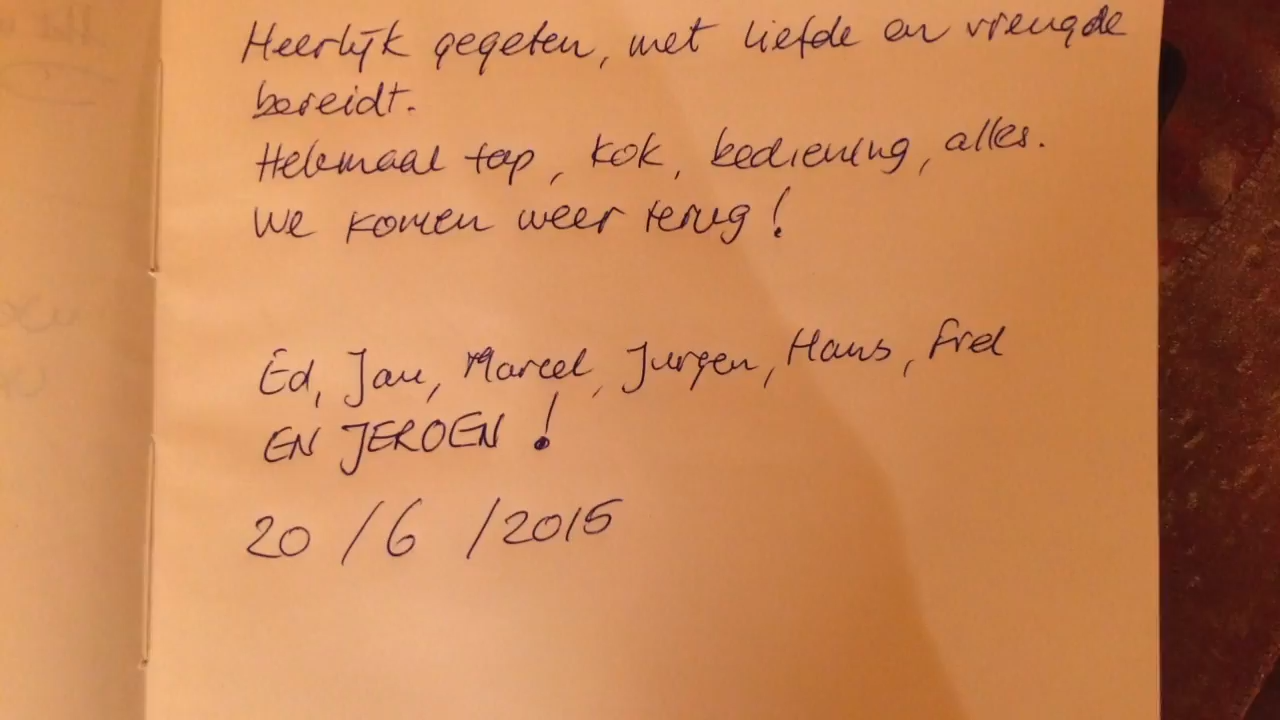 Heerlijk gegeten, met liefde en vreugde
bereidt.
Helemaal top, kok, bediening, alles.
We komen weer terug!
Ed, Jan, Marcel, Jurgen, Hans, Fred
EN JEROEN!
20/6/2015